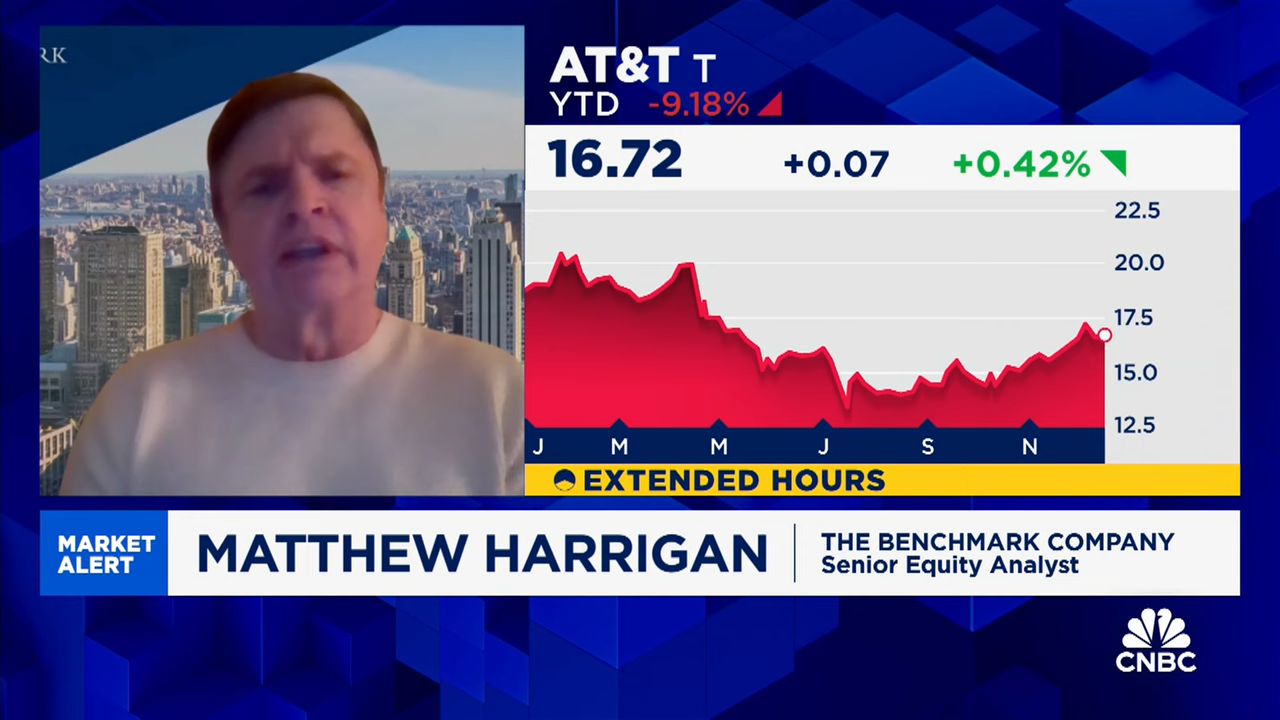 RK
AT&T T
YTD -9.18%
16.72 +0.07 +0.42%
22.5
20.0
17.5
15.0
12.5
J M M J S N
EXTENDED HOURS
MARKET
ALERT
MATTHEW HARRIGAN
THE BENCHMARK COMPANY
Senior Equity Analyst
CNBC